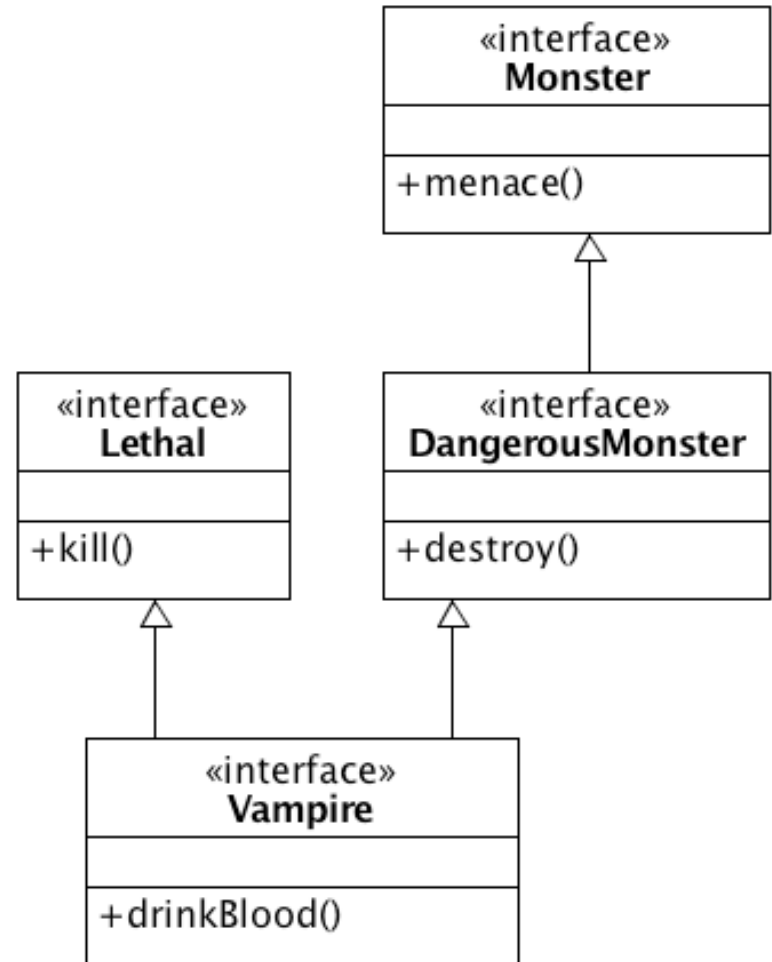 «interface»
Monster
+menace()
«interface»
Lethal
+kill()
«interface»
DangerousMonster
+destroy()
«interface»
Vampire
+drinkBlood()